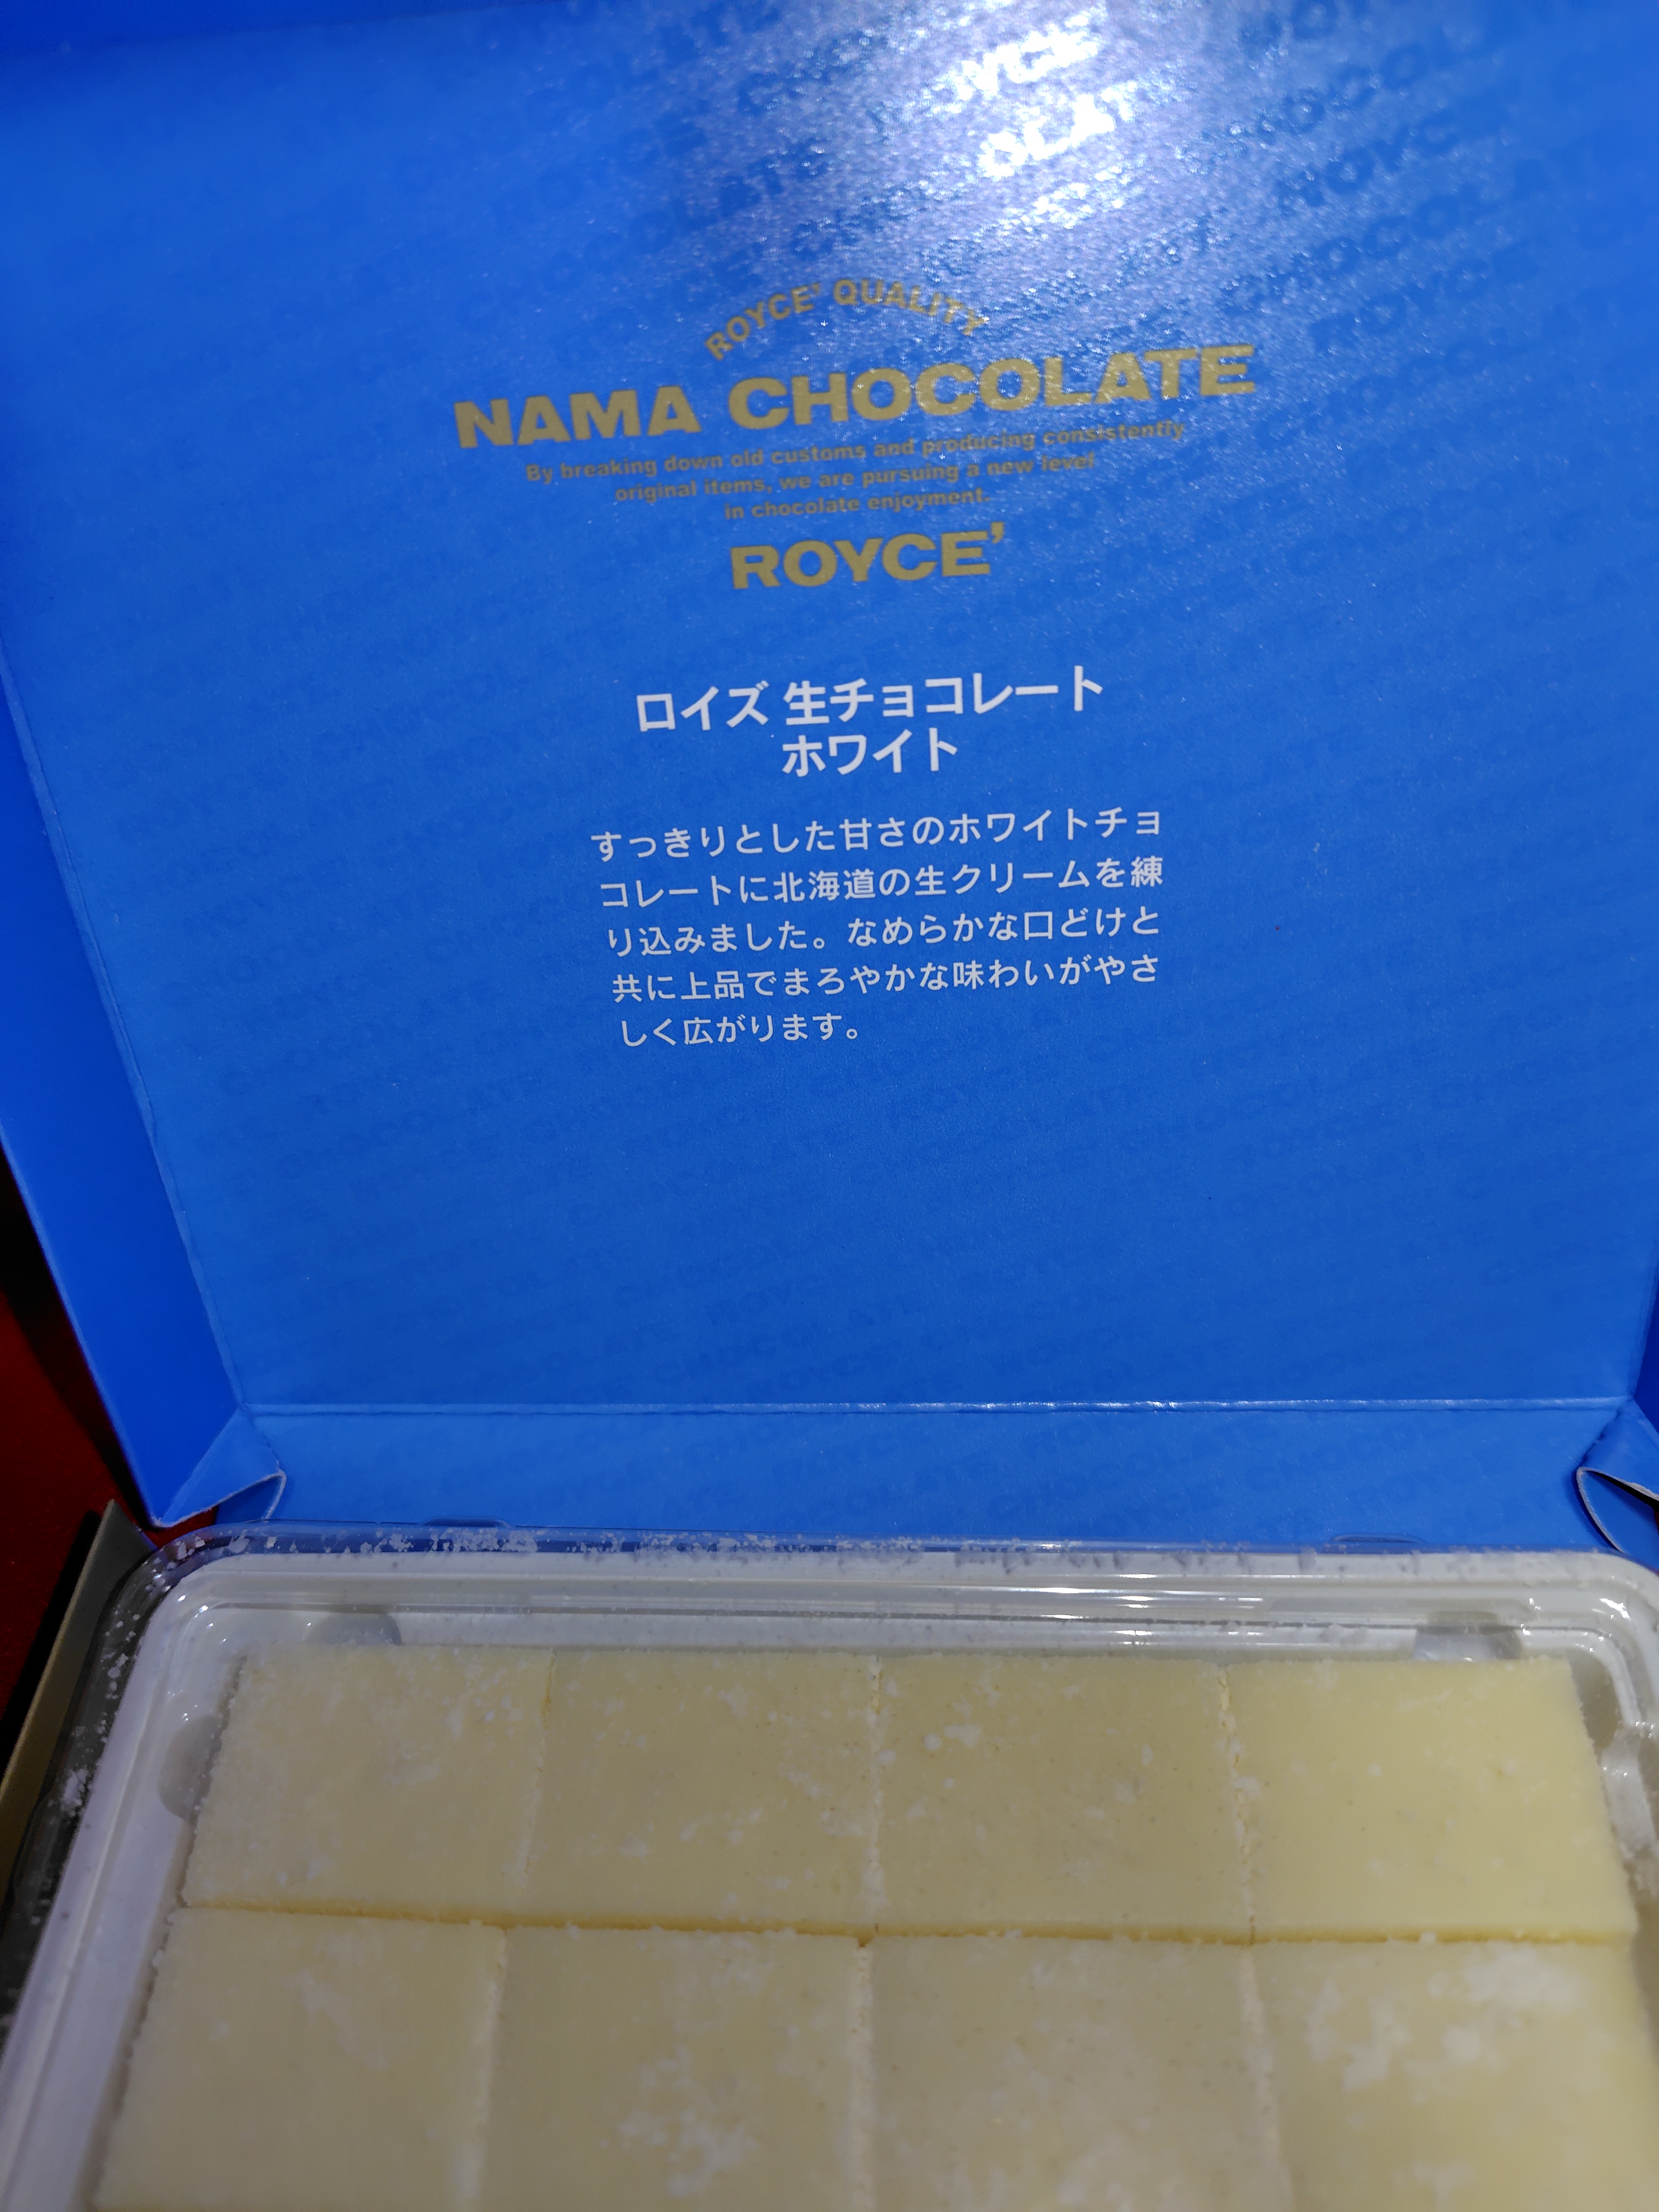 ROYCE' QUALITY
NAMA CHOCOLATE
By breaking down old customs and producing consistently
original items, we are pursuing a new level
in chocolate enjoyment.
ROYCE'
ロイズ 生チョコレート
ホワイト
すっきりとした甘さのホワイトチョ
コレートに北海道の生クリームを練
り込みました。なめらかな口どけと
共に上品でまろやかな味わいがやさ
しく広がります。